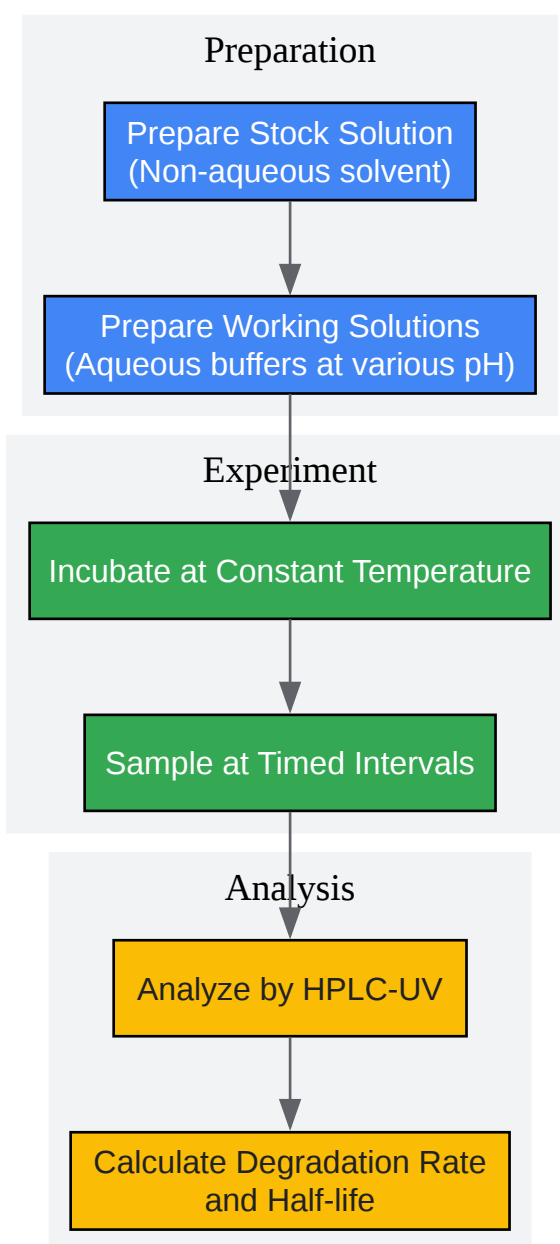 Preparation
Prepare Stock Solution
(Non-aqueous solvent)
Prepare Working Solutions
(Aqueous buffers at various pH)
Experiment
Incubate at Constant Temperature
Sample at Timed Intervals
Analysis
Analyze by HPLC-UV
Calculate Degradation Rate
and Half-life